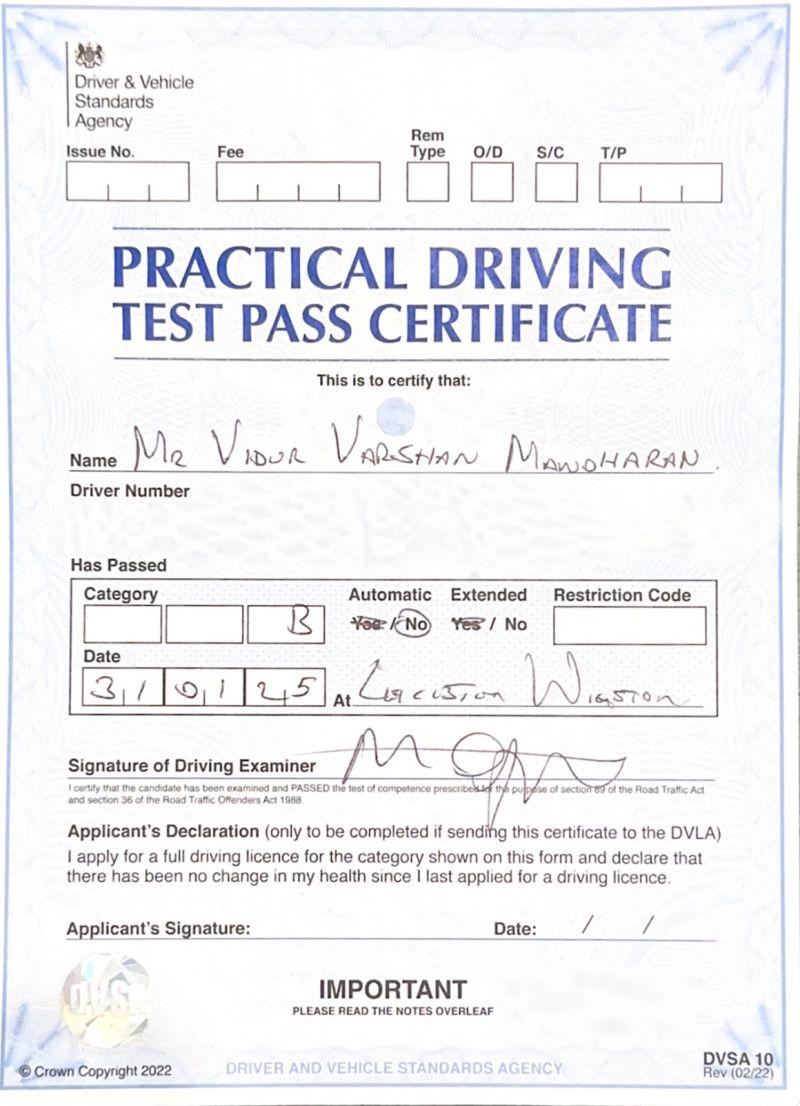 Driver & Vehicle
Standards
Agency
Issue No. Fee Rem Type O/D S/C T/P
PRACTICAL DRIVING
TEST PASS CERTIFICATE
This is to certify that:
Name MR VIDUR VARSHAN MANOHARAN
Driver Number
Has Passed
Category Automatic Extended Restriction Code
B Yes / No Yes / No
Date
31 01 25 At Leicester Wigston
Signature of Driving Examiner
I certify that the candidate has been examined and PASSED the test of competence prescribed for the purpose of section 89 of the Road Traffic Act
and section 36 of the Road Traffic Offenders Act 1988.
Applicant's Declaration (only to be completed if sending this certificate to the DVLA)
I apply for a full driving licence for the category shown on this form and declare that
there has been no change in my health since I last applied for a driving licence.
Applicant's Signature: Date: / /
DVSA
IMPORTANT
PLEASE READ THE NOTES OVERLEAF
© Crown Copyright 2022 DRIVER AND VEHICLE STANDARDS AGENCY DVSA 10
Rev (02/22)